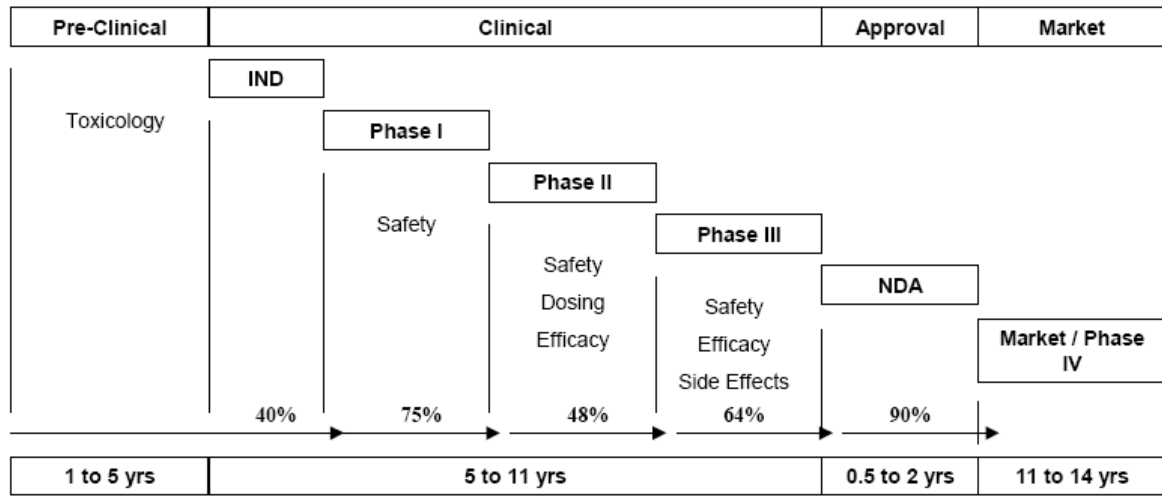 Pre-Clinical Clinical Approval Market
IND
Toxicology
Phase I
Phase II
Safety
Phase III
Safety
Dosing
Efficacy
NDA
Safety
Efficacy
Side Effects
Market / Phase
IV
40% 75% 48% 64% 90%
1 to 5 yrs 5 to 11 yrs 0.5 to 2 yrs 11 to 14 yrs